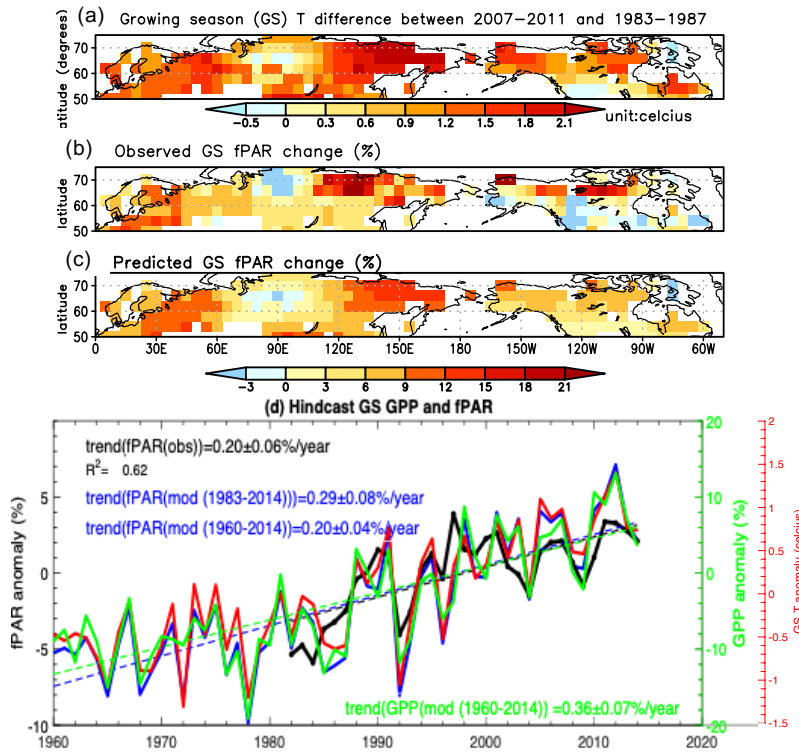 (a) Growing season (GS) T difference between 2007−2011 and 1983−1987
atitude (degrees)
70
60
50
−0.5 0 0.3 0.6 0.9 1.2 1.5 1.8 2.1 unit:celcius
(b) Observed GS fPAR change (%)
latitude
70
60
50
(c) Predicted GS fPAR change (%)
latitude
70
60
50
0 30E 60E 90E 120E 150E 180 150W 120W 90W 60W
−3 0 3 6 9 12 15 18 21
(d) Hindcast GS GPP and fPAR
trend(fPAR(obs))=0.20±0.06%/year
R2= 0.62
trend(fPAR(mod (1983-2014)))=0.29±0.08%/year
trend(fPAR(mod (1960-2014))=0.20±0.04%/year
trend(GPP(mod (1960-2014)) =0.36±0.07%/year
fPAR anomaly (%)
5
0
-5
-10
GPP anomaly (%)
20
10
0
-10
-20
GS T anomaly (celcius)
2
1.5
1
0.5
0
-0.5
-1
-1.5
1960 1970 1980 1990 2000 2010 2020